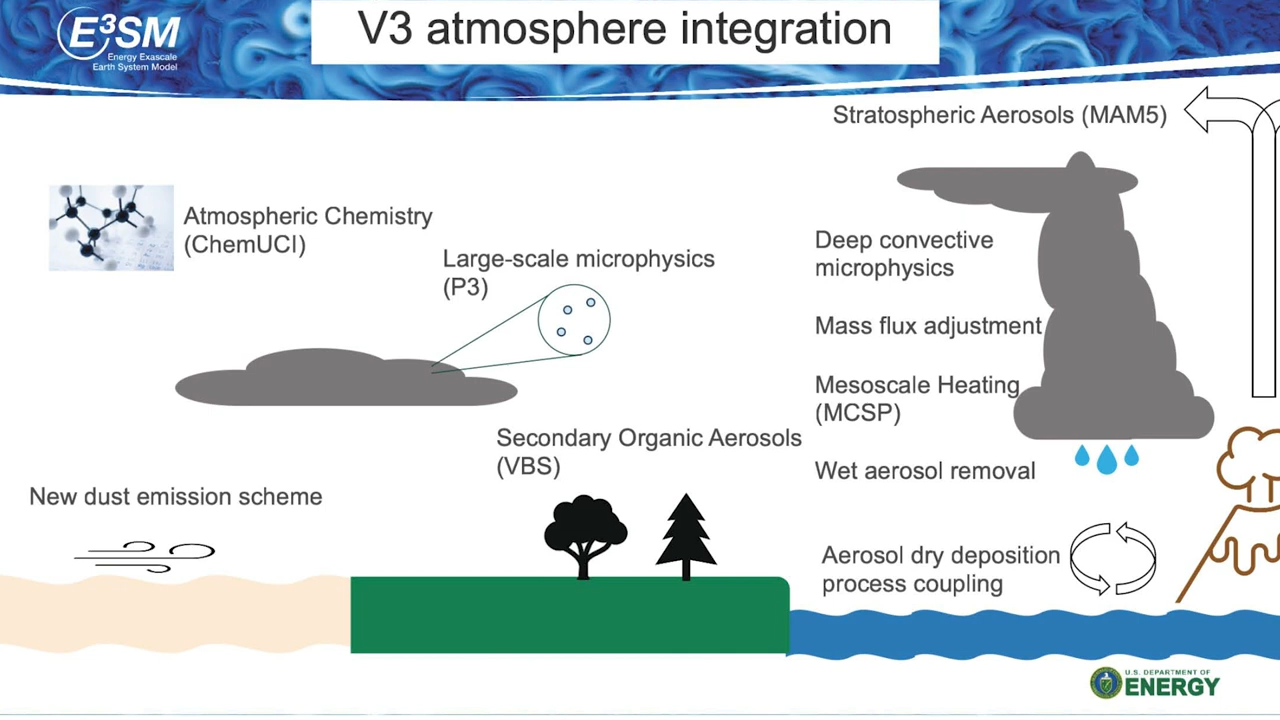 E3SM
Energy Exascale
Earth System Model
V3 atmosphere integration
Stratospheric Aerosols (MAM5)
Atmospheric Chemistry
(ChemUCI)
Large-scale microphysics
(P3)
Deep convective
microphysics
Mass flux adjustment
Mesoscale Heating
(MCSP)
Secondary Organic Aerosols
(VBS)
Wet aerosol removal
New dust emission scheme
Aerosol dry deposition
process coupling
U.S. DEPARTMENT OF
ENERGY